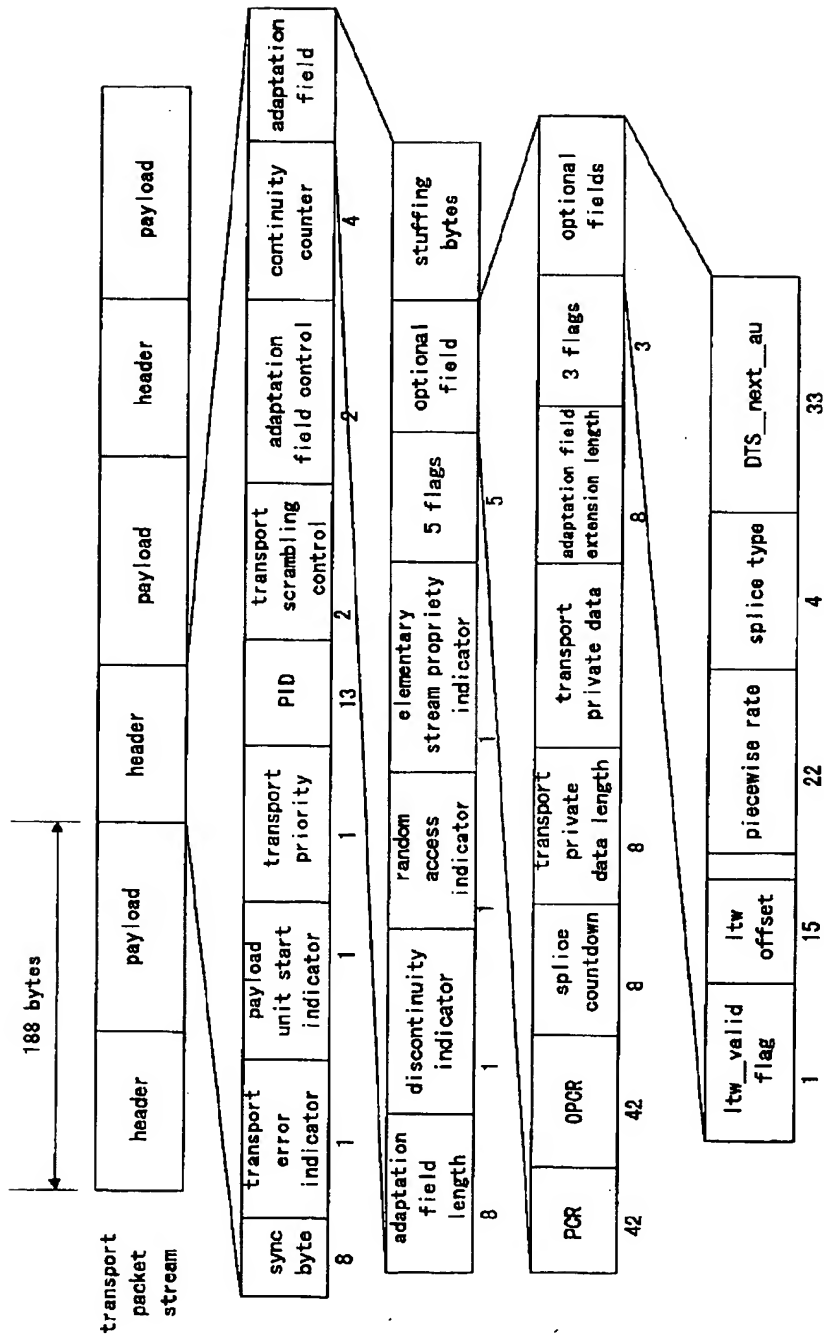 188 bytes
transport
packet
stream
header
payload
header
payload
header
payload
sync
byte
8
transport
error
indicator
1
payload
unit start
indicator
1
transport
priority
1
PID
13
transport
scrambling
control
2
adaptation
field control
2
continuity
counter
4
adaptation
field
adaptation
field
length
8
discontinuity
indicator
1
random
access
indicator
1
elementary
stream propriety
indicator
1
5 flags
5
optional
field
stuffing
bytes
PCR
42
OPCR
42
splice
countdown
8
transport
private
data length
8
transport
private data
adaptation field
extension length
8
3 flags
3
optional
fields
ltw_valid
flag
1
ltw
offset
15
piecewise rate
22
splice type
4
DTS_next_au
33